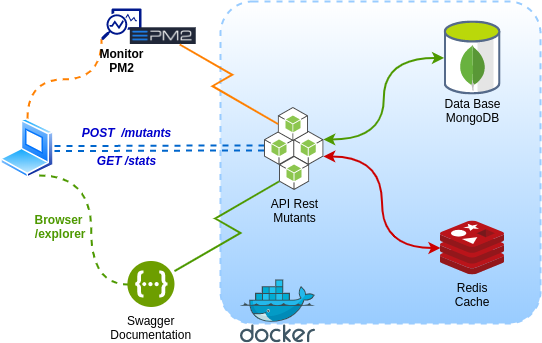 PM2
Monitor
PM2
POST /mutants
GET /stats
Data Base
MongoDB
API Rest
Mutants
Browser
/explorer
{...}
Swagger
Documentation
Redis
Cache
docker